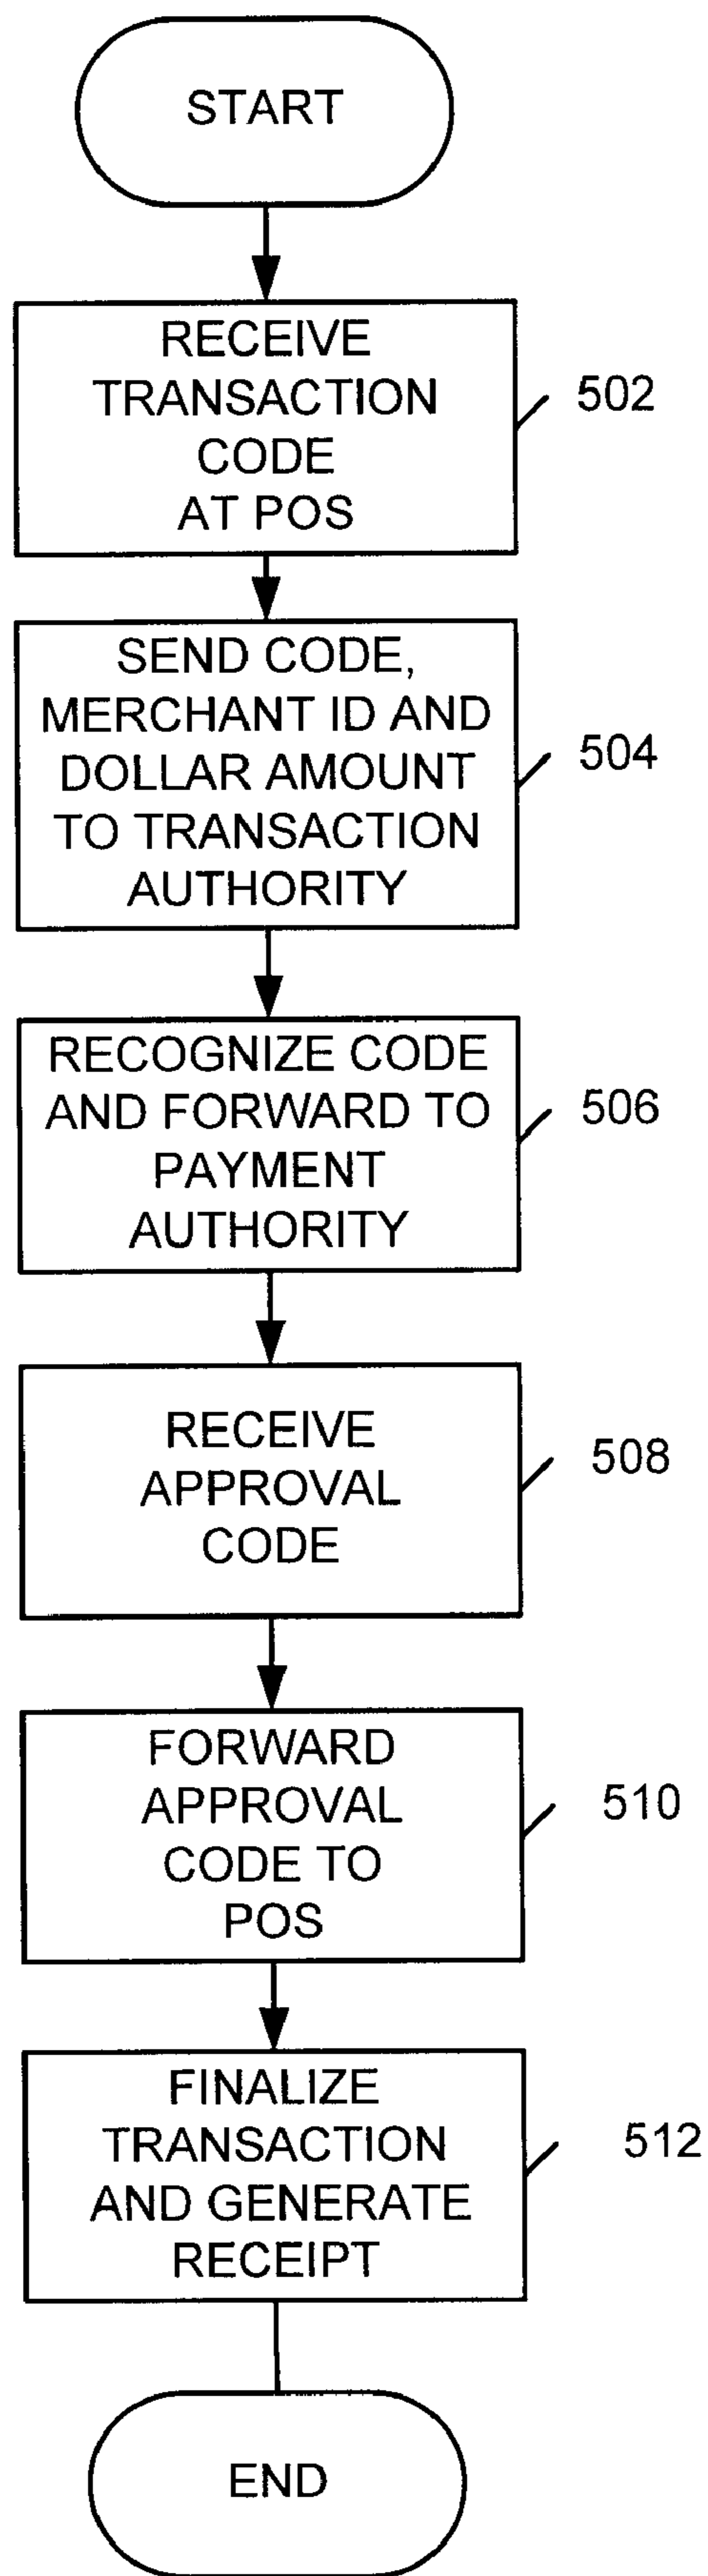 START
RECEIVE
TRANSACTION
CODE
AT POS
502
SEND CODE,
MERCHANT ID AND
DOLLAR AMOUNT
TO TRANSACTION
AUTHORITY
504
RECOGNIZE CODE
AND FORWARD TO
PAYMENT
AUTHORITY
506
RECEIVE
APPROVAL
CODE
508
FORWARD
APPROVAL
CODE TO
POS
510
FINALIZE
TRANSACTION
AND GENERATE
RECEIPT
512
END